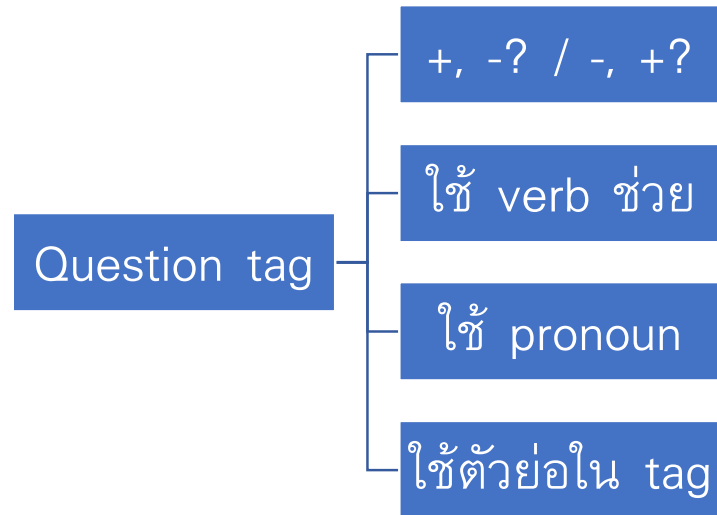 Question tag
+, -? / -, +?
ใช้ verb ช่วย
ใช้ pronoun
ใช้ตัวย่อใน tag